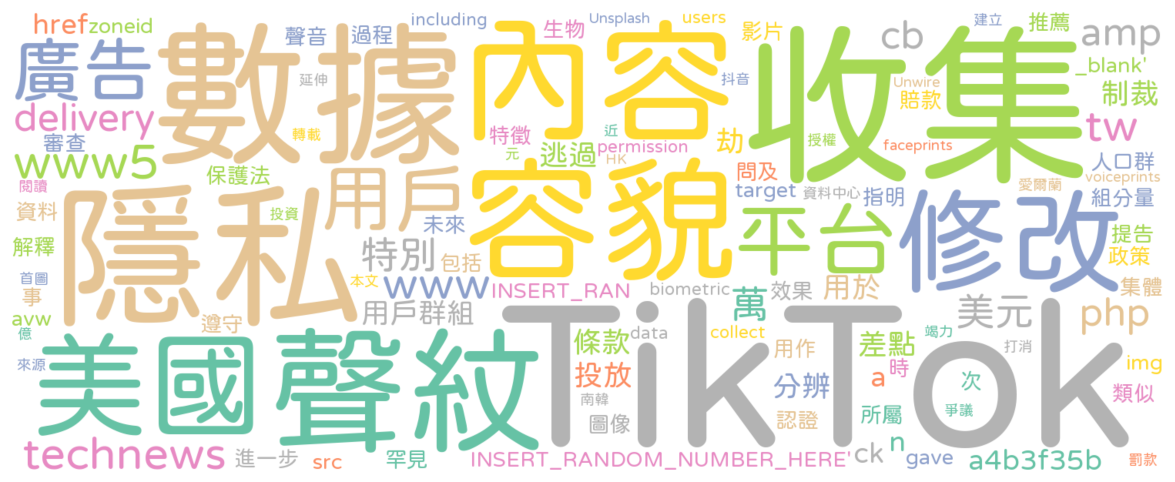 href
zoneid
聲音
過程
including
生物
Unsplash
users
影片
cb
建立
推薦
amp
廣告
延伸
數據
內容
抖音
收集
Unwire
_blank'
賠款
制裁
delivery
審查
轉載
特徵
近
元
permission
HK
逃過
劫
授權
faceprints
tw
www5
閱讀
保護法
用戶
容貌
問及
target
資料中心
指明
人口群
voiceprints
愛爾蘭
組分量
資料
隱私
投資
未來
平台
修改
提告
解釋
特別
包括
政策
首圖
本文
www
INSERT_RAN
biometric
萬
效果
用於
集體
事
avw
遵守
用戶群組
TikTok
data
collect
美元
php
億
美國
聲紋
條款
用作
差點
竭力
打消
img
來源
投放
南韓
分辨
a
時
次
類似
圖像
認證
所屬
爭議
technews
進一步
src
罕見
INSERT_RANDOM_NUMBER_HERE'
ck
n
gave
a4b3f35b
罰款